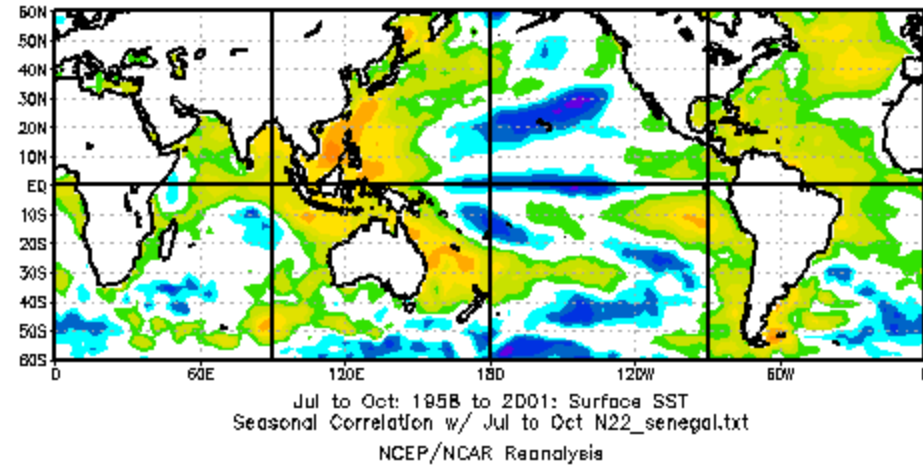 60N
50N
40N
30N
20N
10N
EQ
10S
20S
30S
40S
50S
60S
0 60E 120E 180 120W 60W 0
Jul to Oct: 1958 to 2001: Surface SST
Seasonal Correlation w/ Jul to Oct N22_senegal.txt
NCEP/NCAR Reanalysis